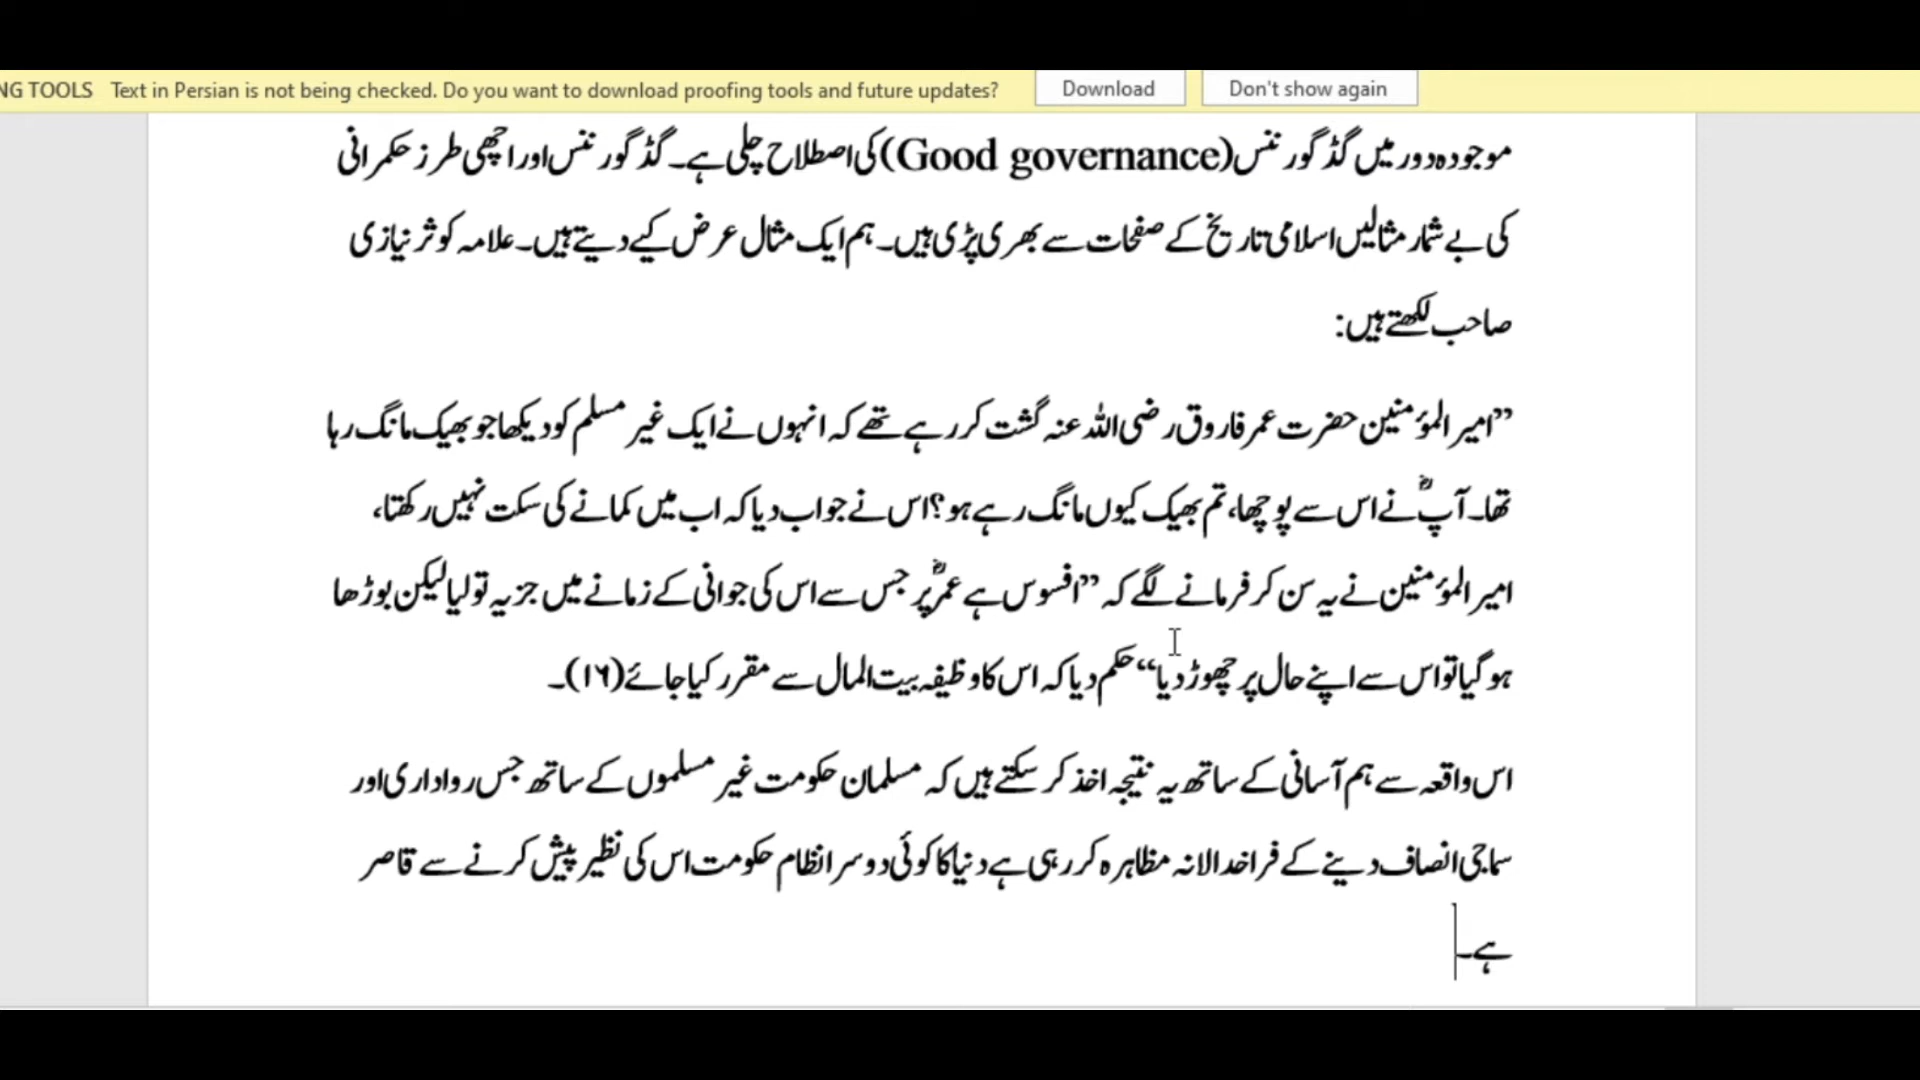 NG TOOLS Text in Persian is not being checked. Do you want to download proofing tools and future updates? Download Don't show again
موجودہ دور میں گڈ گورننس (Good governance) کی اصطلاح چلی ہے۔ گڈ گورننس اور اچھی طرز حکمرانی
کی بے شمار مثالیں اسلامی تاریخ کے صفحات سے بھری پڑی ہیں۔ ہم ایک مثال عرض کیے دیتے ہیں۔ علامہ کوثر نیازی
صاحب لکھتے ہیں:
”امیر المؤمنین حضرت عمر فاروق رضی اللہ عنہ گشت کر رہے تھے کہ انہوں نے ایک غیر مسلم کو دیکھا جو بھیک مانگ رہا
تھا۔ آپؓ نے اس سے پوچھا، تم بھیک کیوں مانگ رہے ہو؟ اس نے جواب دیا کہ اب میں کمانے کی سکت نہیں رکھتا،
امیر المؤمنین نے یہ سن کر فرمانے لگے کہ ”افسوس ہے عمرؓ پر جس سے اس کی جوانی کے زمانے میں جزیہ تو لیا لیکن بوڑھا
ہو گیا تو اس سے اپنے حال پر چھوڑ دیا“ حکم دیا کہ اس کا وظیفہ بیت المال سے مقرر کیا جائے (۱۶)۔
اس واقعہ سے ہم آسانی کے ساتھ یہ نتیجہ اخذ کر سکتے ہیں کہ مسلمان حکومت غیر مسلموں کے ساتھ جس رواداری اور
سماجی انصاف دینے کے فراخدالانہ مظاہرہ کر رہی ہے دنیا کا کوئی دوسرا نظام حکومت اس کی نظیر پیش کرنے سے قاصر
ہے۔